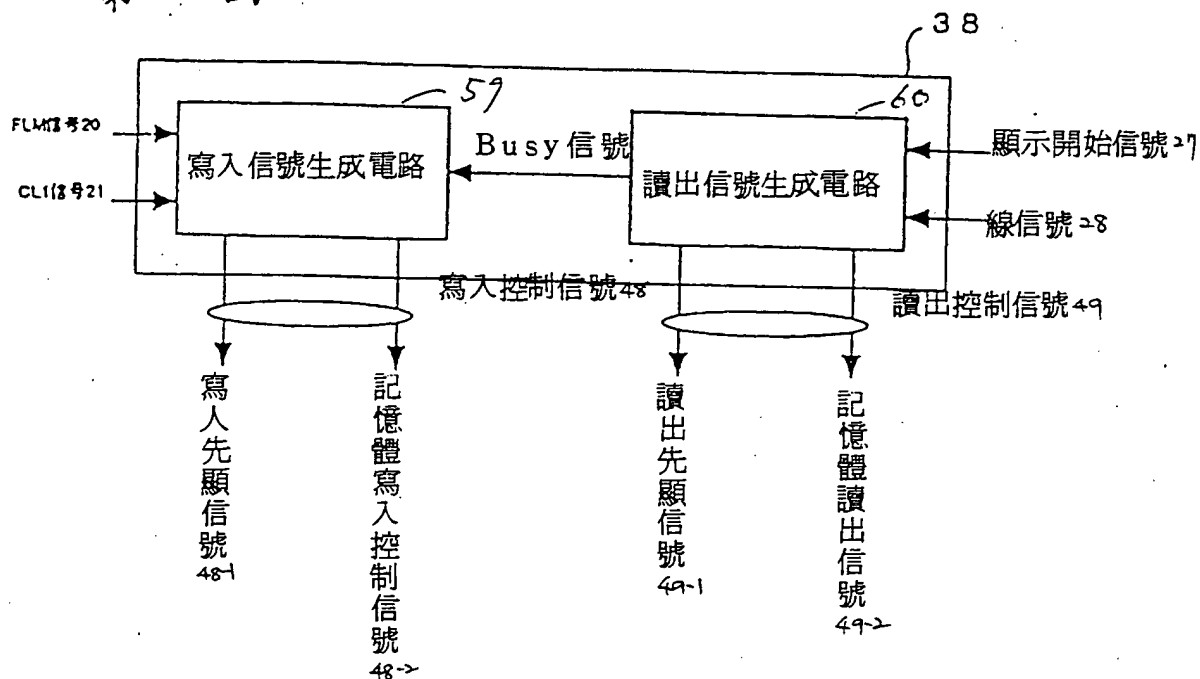 38
59
60
FLM信号20
CL1信号21
寫入信號生成電路
Busy信號
讀出信號生成電路
顯示開始信號27
線信號28
寫入控制信號48
讀出控制信號49
寫人先顯信號48-1
記憶體寫入控制信號48-2
讀出先顯信號49-1
記憶體讀出信號49-2